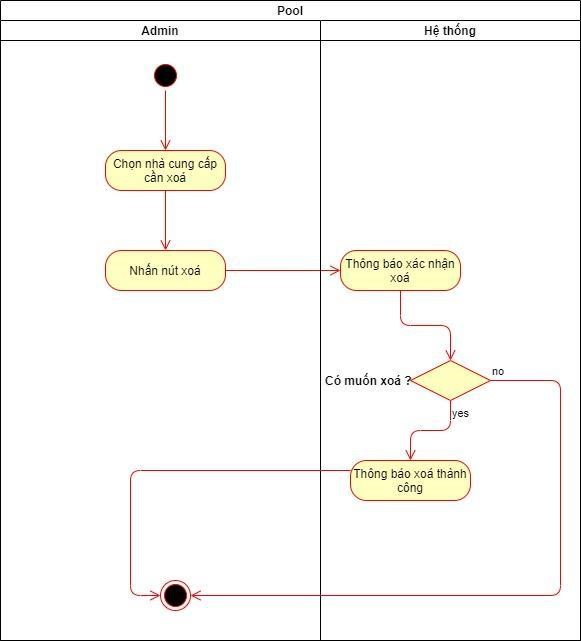 Pool
Admin
Hệ thống
Chọn nhà cung cấp
cần xoá
Nhấn nút xoá
Thông báo xác nhận
xoá
Có muốn xoá ?
no
yes
Thông báo xoá thành
công